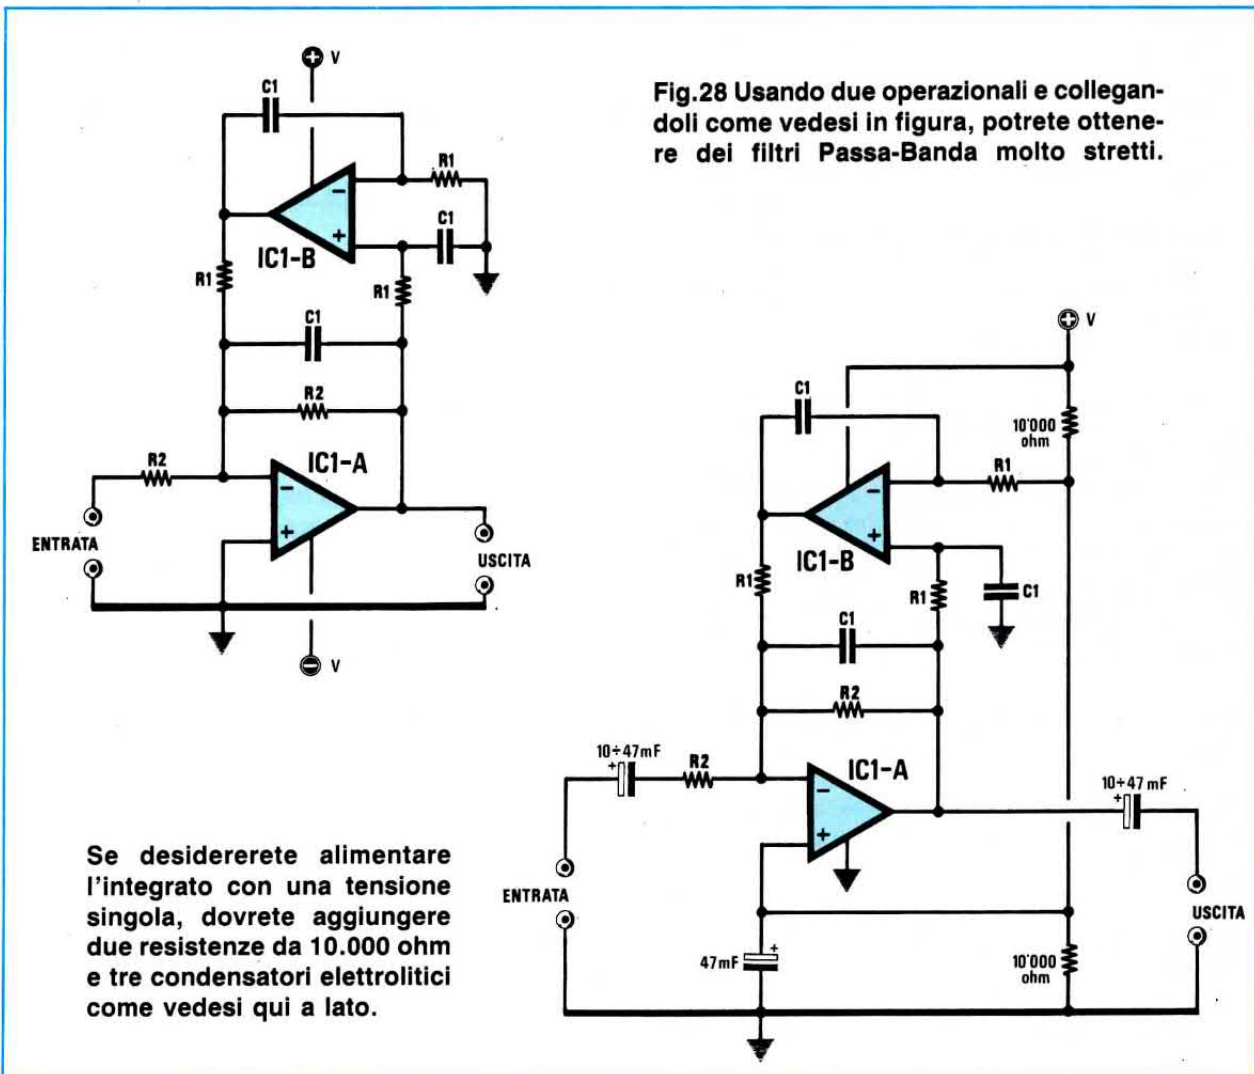 V
C1
Fig.28 Usando due operazionali e collegan-
doli come vedesi in figura, potrete ottene-
re dei filtri Passa-Banda molto stretti.
R1
−
C1
+
IC1-B
R1
R1
C1
R2
R2
IC1-A
−
+
ENTRATA
USCITA
V
V
C1
10'000
ohm
R1
−
+
IC1-B
R1
R1
C1
C1
R2
10÷47mF
+
R2
IC1-A
10÷47 mF
+
−
+
ENTRATA
USCITA
47mF
+
10'000
ohm
Se desidererete alimentare
l'integrato con una tensione
singola, dovrete aggiungere
due resistenze da 10.000 ohm
e tre condensatori elettrolitici
come vedesi qui a lato.